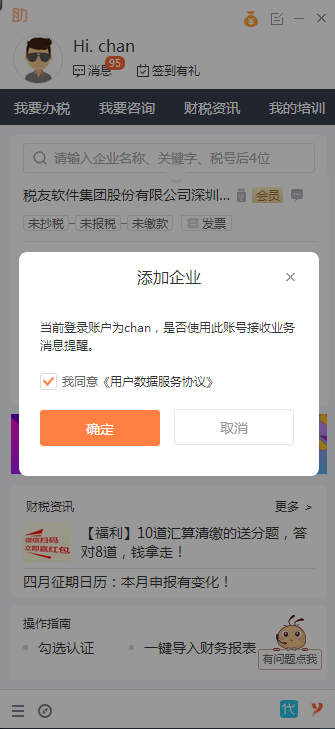 Hi. chan
消息
95
签到有礼
我要办税
我要咨询
财税资讯
我的培训
请输入企业名称、关键字、税号后4位
税友软件集团股份有限公司深圳...
会员
未抄税
未报税
未缴款
发票
添加企业
当前登录账户为chan，是否使用此账号接收业务
消息提醒。
我同意《用户数据服务协议》
确定
取消
财税资讯
更多 >
微信扫码
立即赢红包
【福利】10道汇算清缴的送分题，答
对8道，钱拿走！
四月征期日历：本月申报有变化！
操作指南
勾选认证
一键导入财务报表
有问题点我
代